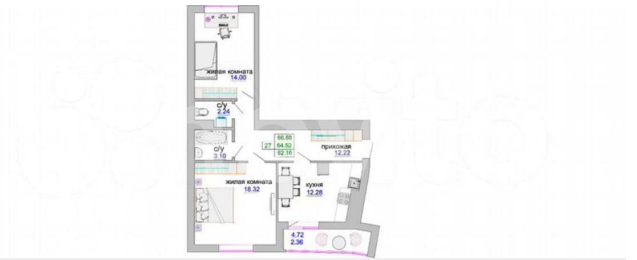 жилая комната
14.00
с/у
2.24
66.88
27 64.52
62.16
прихожая
12.22
с/у
3.10
жилая комната
18.32
кухня
12.28
4.72
2.36